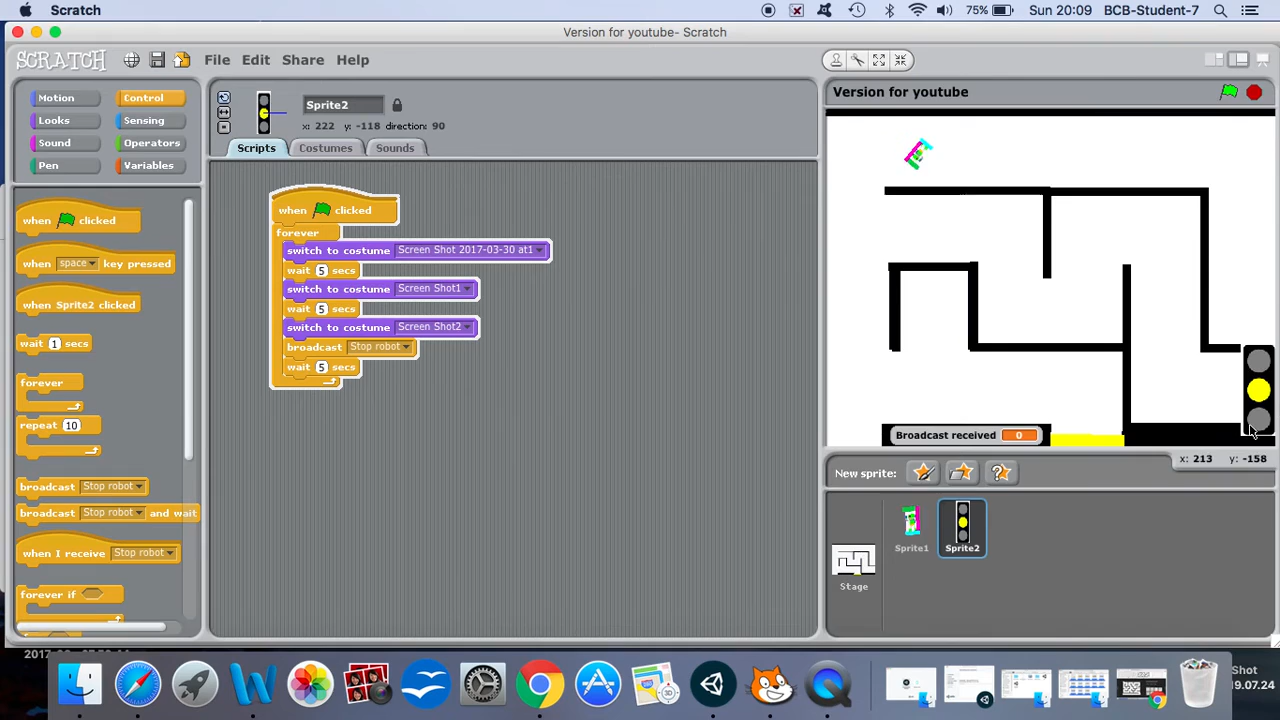 Scratch
75%
Sun 20:09
BCB-Student-7
Version for youtube- Scratch
SCRATCH
File
Edit
Share
Help
Motion
Control
Looks
Sensing
Sound
Operators
Pen
Variables
Sprite2
x: 222 y: -118 direction: 90
Scripts
Costumes
Sounds
when clicked
when space key pressed
when Sprite2 clicked
wait 1 secs
forever
repeat 10
broadcast Stop robot
broadcast Stop robot and wait
when I receive Stop robot
forever if
when clicked
forever
switch to costume Screen Shot 2017-03-30 at1
wait 5 secs
switch to costume Screen Shot1
wait 5 secs
switch to costume Screen Shot2
broadcast Stop robot
wait 5 secs
Version for youtube
Broadcast received 0
x: 213 y: -158
New sprite:
Sprite1
Sprite2
Stage
Shot
19.07.24